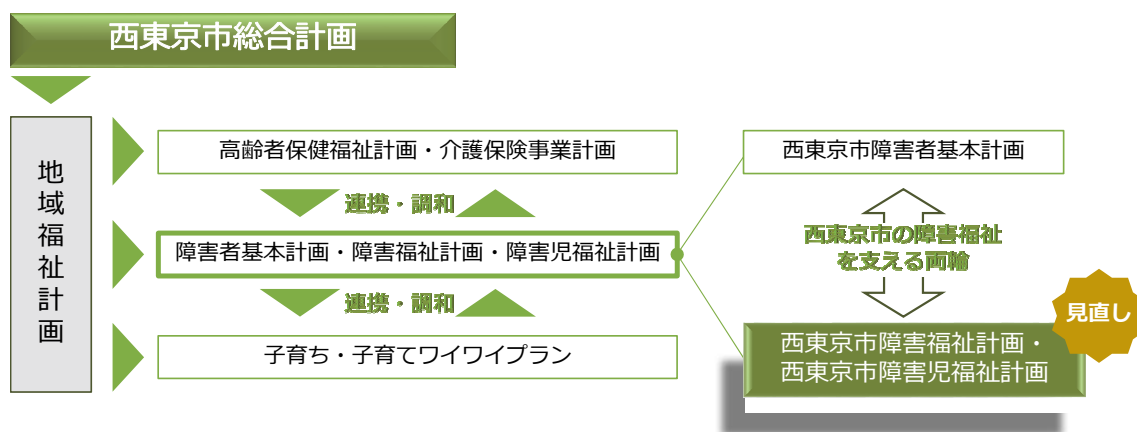 西東京市総合計画
地域福祉計画
高齢者保健福祉計画・介護保険事業計画
連携・調和
障害者基本計画・障害福祉計画・障害児福祉計画
連携・調和
子育ち・子育てワイワイプラン
西東京市障害者基本計画
西東京市の障害福祉
を支える両輪
見直し
西東京市障害福祉計画・
西東京市障害児福祉計画